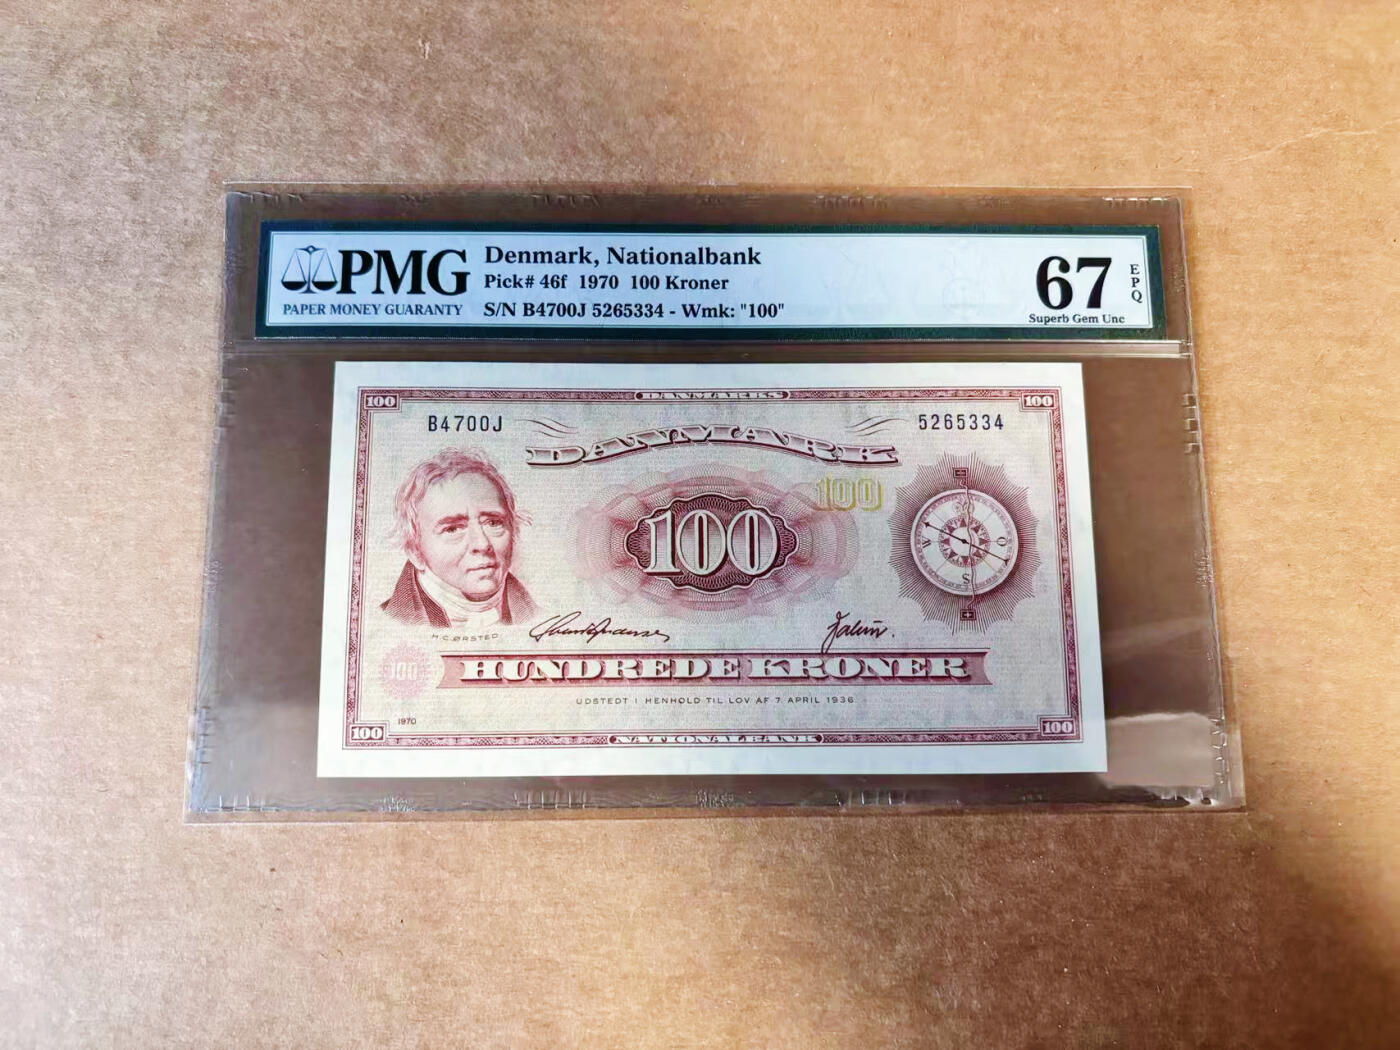 PMG
PAPER MONEY GUARANTY
Denmark, Nationalbank
Pick# 46f 1970 100 Kroner
S/N B4700J 5265334 - Wmk: "100"
67
EPQ
Superb Gem Unc
100
DANMARKS
100
B4700J
5265334
DANMARK
100
100
V
O
S
H.C.ØRSTED
100
HUNDREDE KRONER
UDSTEDT I HENHOLD TIL LOV AF 7. APRIL 1936
1970
100
NATIONALBANK
100